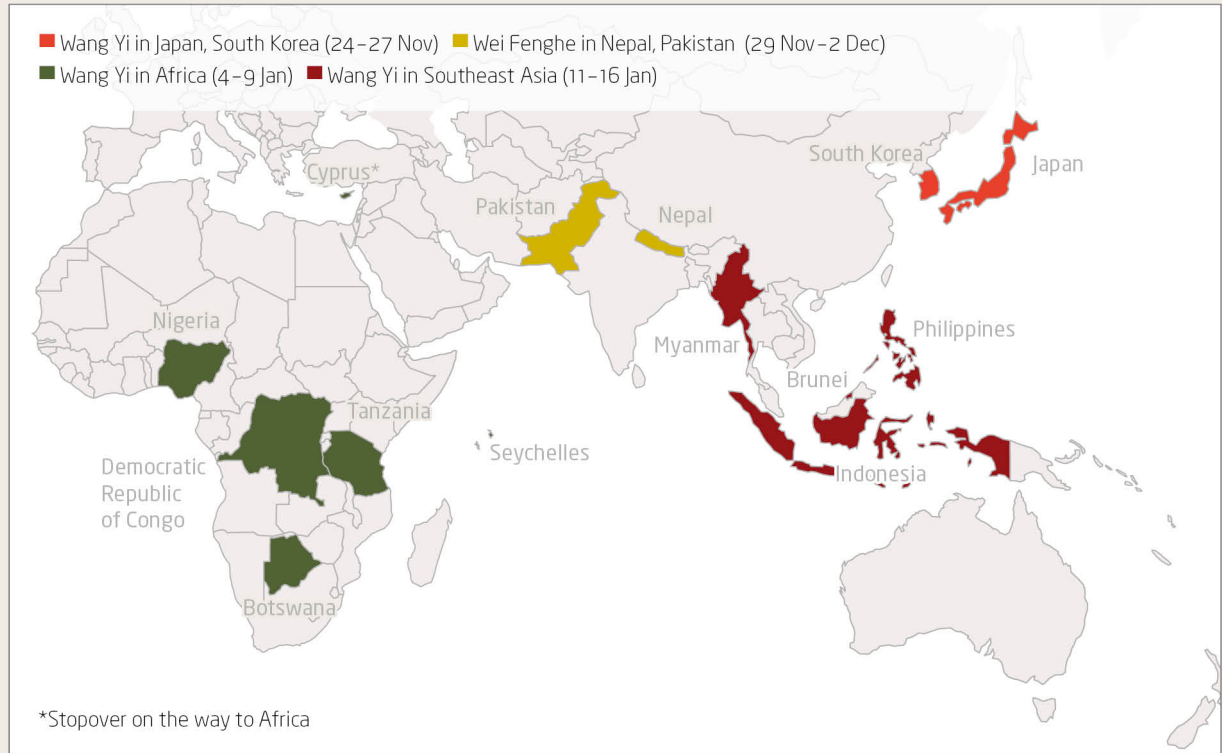 Wang Yi in Japan, South Korea (24–27 Nov) Wei Fenghe in Nepal, Pakistan (29 Nov–2 Dec)
Wang Yi in Africa (4–9 Jan) Wang Yi in Southeast Asia (11–16 Jan)
South Korea
Japan
Cyprus*
Pakistan
Nepal
Nigeria
Philippines
Myanmar
Brunei
Tanzania
Seychelles
Democratic
Republic
of Congo
Indonesia
Botswana
*Stopover on the way to Africa